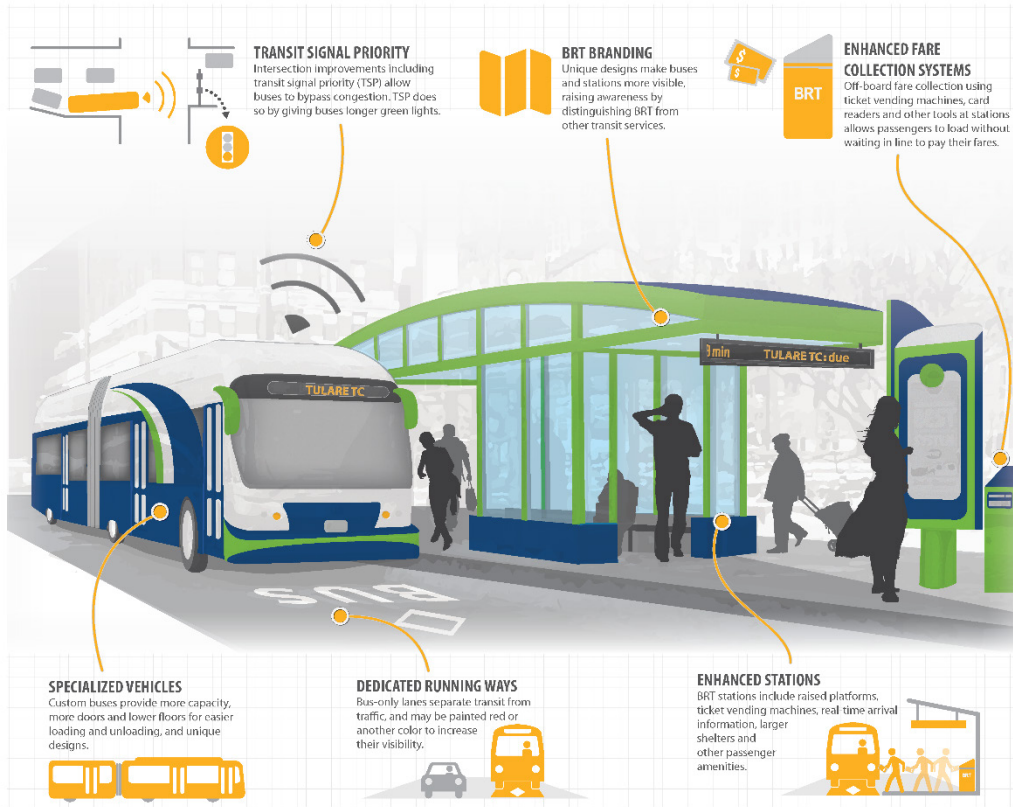 TRANSIT SIGNAL PRIORITY
Intersection improvements including
transit signal priority (TSP) allow
buses to bypass congestion. TSP does
so by giving buses longer green lights.
BRT BRANDING
Unique designs make buses
and stations more visible,
raising awareness by
distinguishing BRT from
other transit services.
$
$
BRT
ENHANCED FARE
COLLECTION SYSTEMS
Off-board fare collection using
ticket vending machines, card
readers and other tools at stations
allows passengers to load without
waiting in line to pay their fares.
min TULARE TC: due
TULARE TC
BUS
SPECIALIZED VEHICLES
Custom buses provide more capacity,
more doors and lower floors for easier
loading and unloading, and unique
designs.
DEDICATED RUNNING WAYS
Bus-only lanes separate transit from
traffic, and may be painted red or
another color to increase
their visibility.
ENHANCED STATIONS
BRT stations include raised platforms,
ticket vending machines, real-time arrival
information, larger
shelters and
other passenger
amenities.